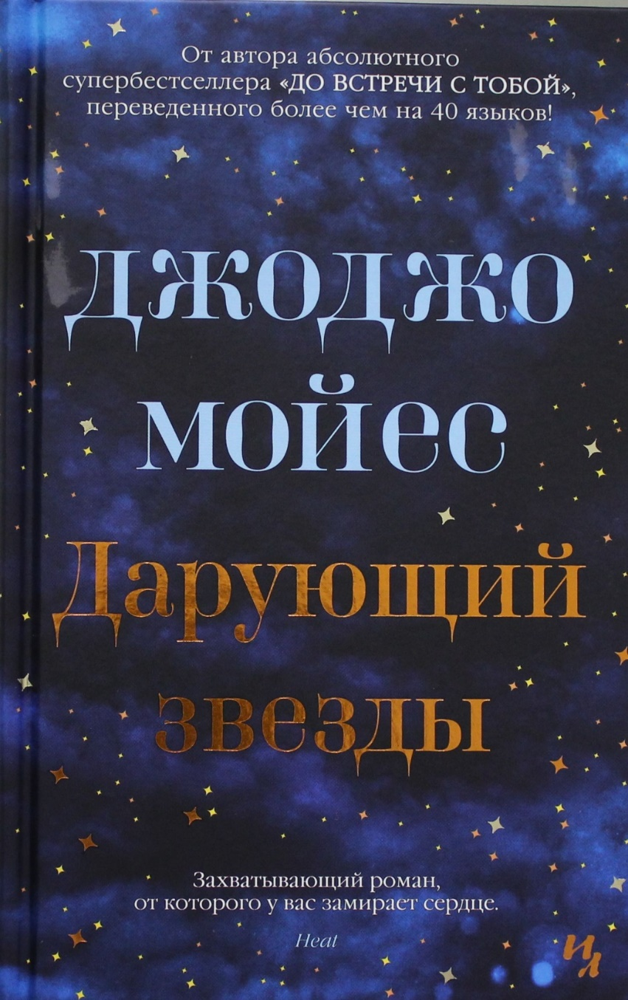 От автора абсолютного
супербестселлера «ДО ВСТРЕЧИ С ТОБОЙ»,
переведенного более чем на 40 языков!
ДЖОДЖО
МОЙЕС
Дарующий
звезды
Захватывающий роман,
от которого у вас замирает сердце.
Heat
ИЛ